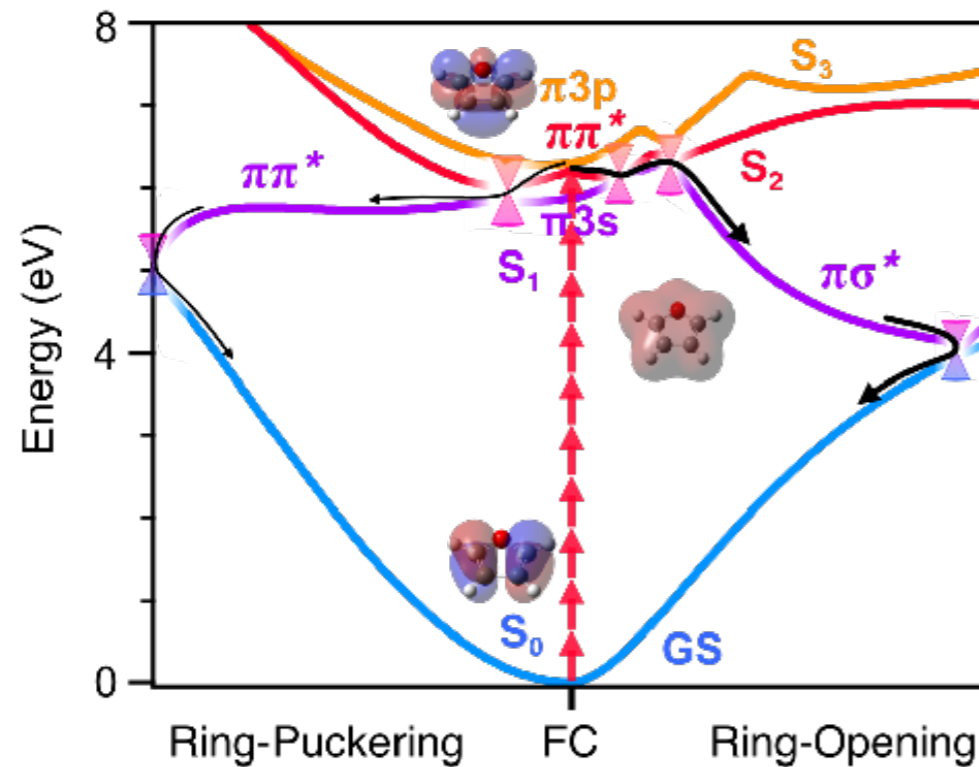 8
S₃
π3p
ππ*
ππ*
S₂
π3s
S₁
πσ*
Energy (eV)
4
S₀
GS
0
Ring-Puckering
FC
Ring-Opening